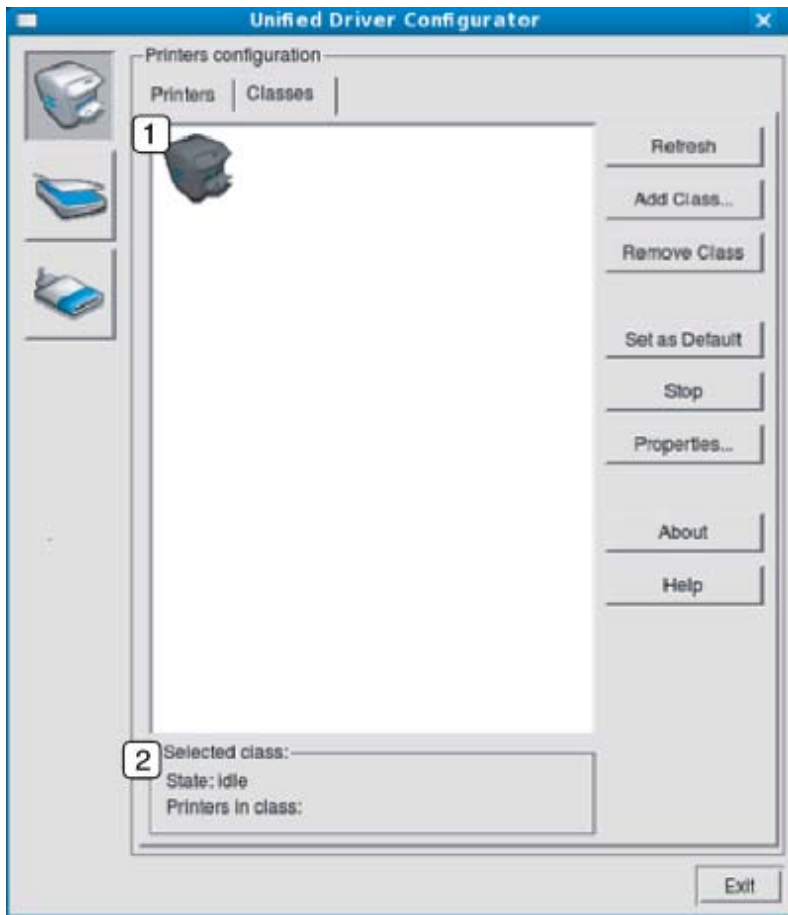 Unified Driver Configurator
Printers configuration
Printers
Classes
1
Refresh
Add Class...
Remove Class
Set as Default
Stop
Properties...
About
Help
2
Selected class:
State: idle
Printers in class:
Exit